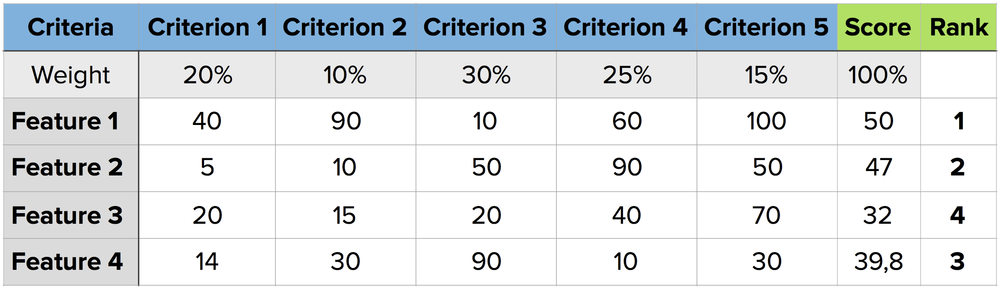 Criteria Criterion 1 Criterion 2 Criterion 3 Criterion 4 Criterion 5 Score Rank
Weight 20% 10% 30% 25% 15% 100%
Feature 1 40 90 10 60 100 50 1
Feature 2 5 10 50 90 50 47 2
Feature 3 20 15 20 40 70 32 4
Feature 4 14 30 90 10 30 39,8 3